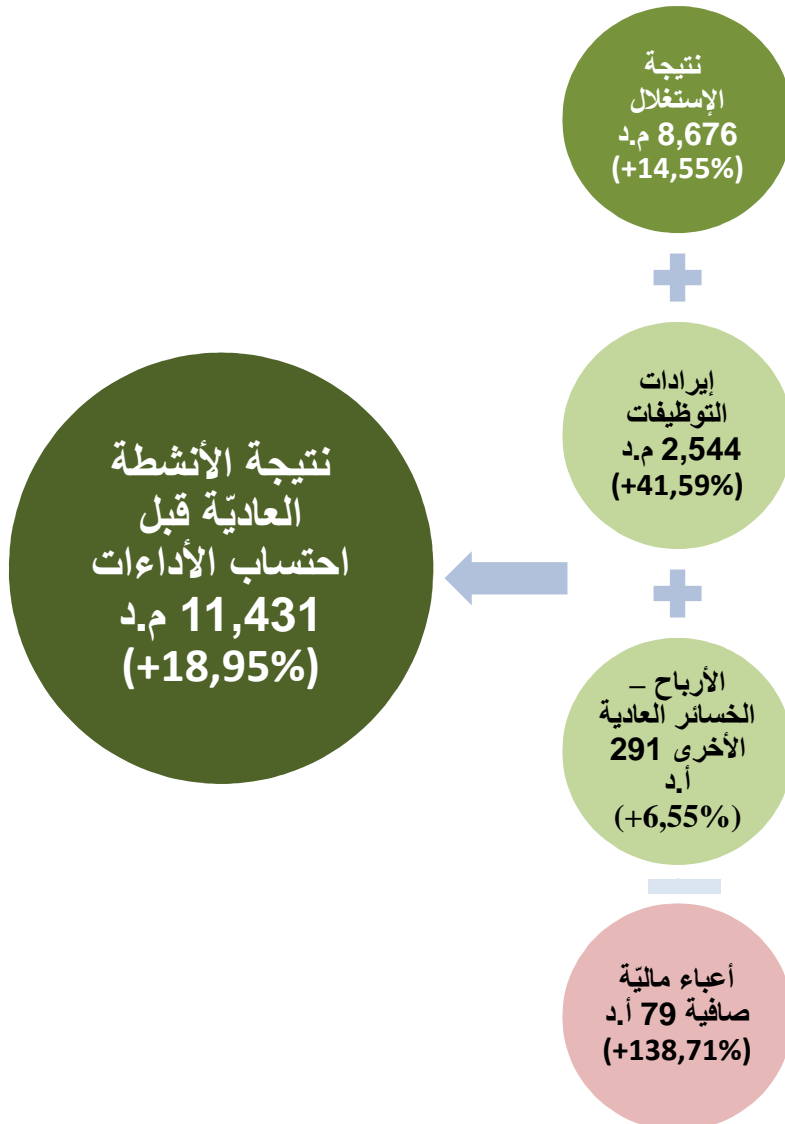 نتيجة
الإستغلال
8,676 م.د
(+14,55%)
إيرادات
التوظيفات
2,544 م.د
(+41,59%)
الأرباح –
الخسائر العادية
الأخرى 291
أ.د
(+6,55%)
أعباء ماليّة
صافية 79 أ.د
(+138,71%)
نتيجة الأنشطة
العاديّة قبل
احتساب الأداءات
11,431 م.د
(+18,95%)